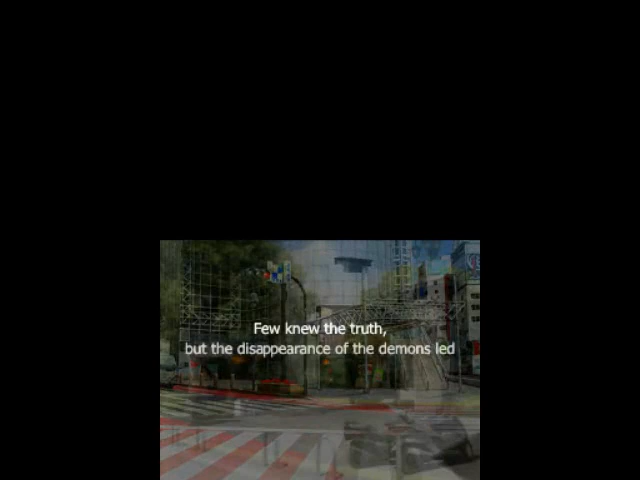 Few knew the truth,
but the disappearance of the demons led